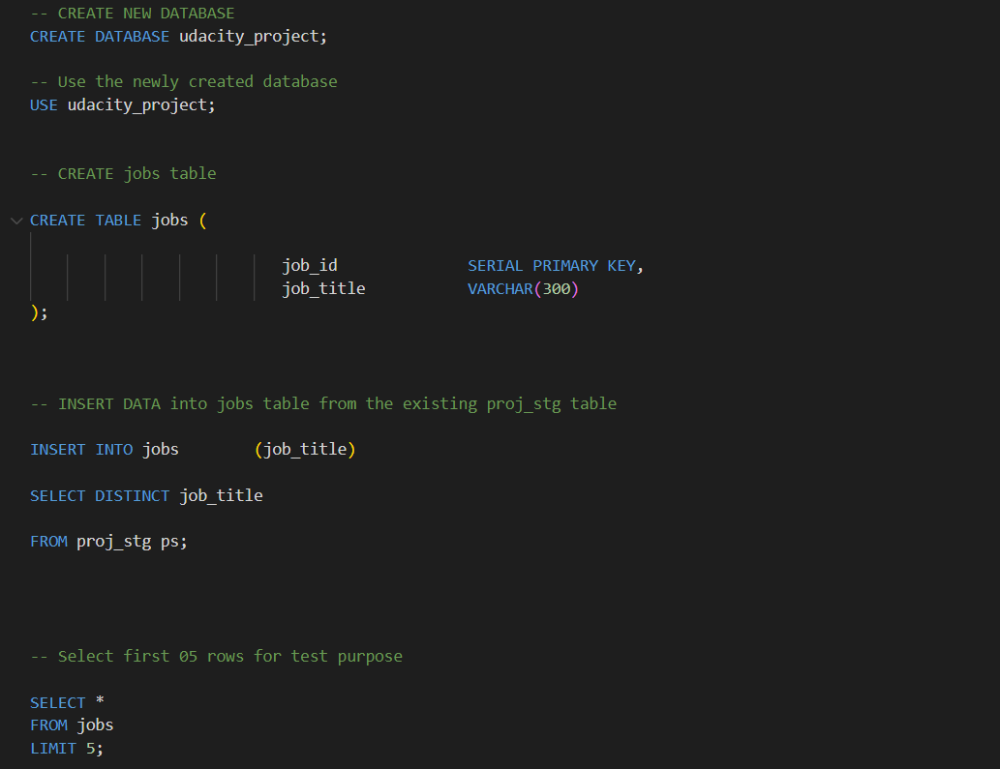 -- CREATE NEW DATABASE
CREATE DATABASE udacity_project;
-- Use the newly created database
USE udacity_project;
-- CREATE jobs table
CREATE TABLE jobs (
job_id SERIAL PRIMARY KEY,
job_title VARCHAR(300)
);
-- INSERT DATA into jobs table from the existing proj_stg table
INSERT INTO jobs (job_title)
SELECT DISTINCT job_title
FROM proj_stg ps;
-- Select first 05 rows for test purpose
SELECT *
FROM jobs
LIMIT 5;